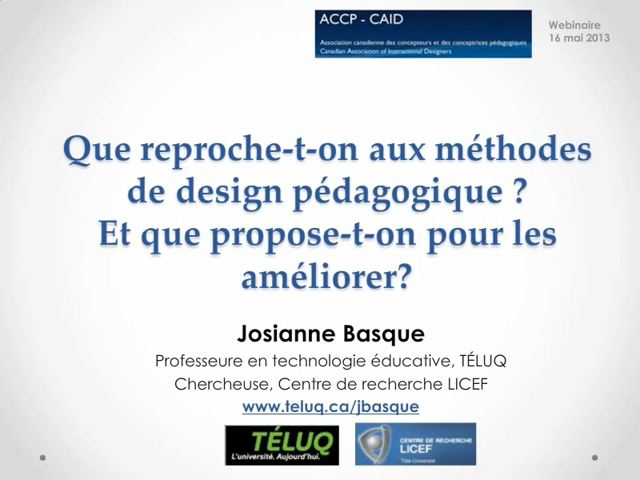 ACCP - CAID
Association canadienne des concepteurs et des conceptrices pédagogiques
Canadian Association of Instructional Designers
Webinaire
16 mai 2013
Que reproche-t-on aux méthodes
de design pédagogique ?
Et que propose-t-on pour les
améliorer?
Josianne Basque
Professeure en technologie éducative, TÉLUQ
Chercheuse, Centre de recherche LICEF
www.teluq.ca/jbasque
TÉLUQ
L'université. Aujourd'hui.
CENTRE DE RECHERCHE
LICEF
Télé-Université